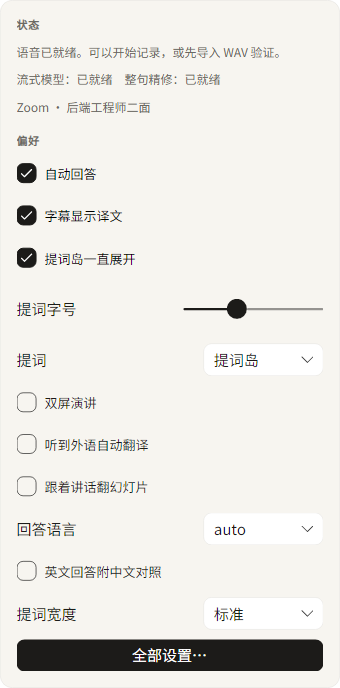 状态
语音已就绪。可以开始记录，或先导入 WAV 验证。
流式模型：已就绪　整句精修：已就绪
Zoom · 后端工程师二面
偏好
自动回答
字幕显示译文
提词岛一直展开
提词字号
提词 提词岛
双屏演讲
听到外语自动翻译
跟着讲话翻幻灯片
回答语言 auto
英文回答附中文对照
提词宽度 标准
全部设置…